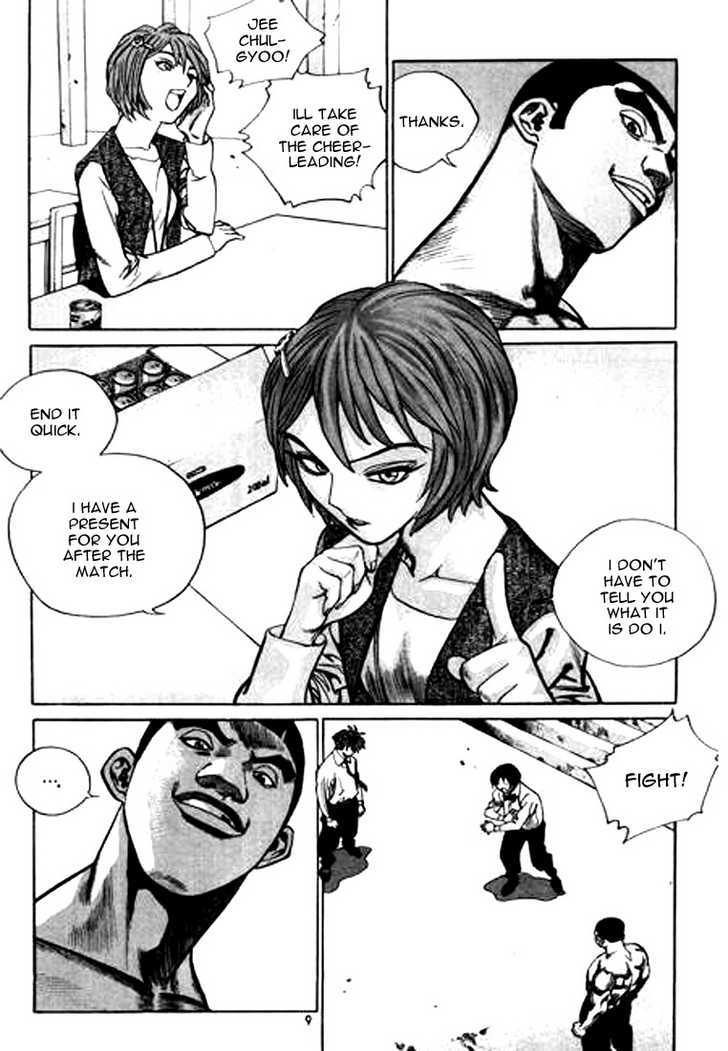 JEE
CHUL-
GYOO!
ILL TAKE
CARE OF
THE CHEER-
LEADING!
THANKS.
END IT
QUICK.
I HAVE A
PRESENT
FOR YOU
AFTER THE
MATCH.
I DON'T
HAVE TO
TELL YOU
WHAT IT
IS DO I.
....
FIGHT!
9